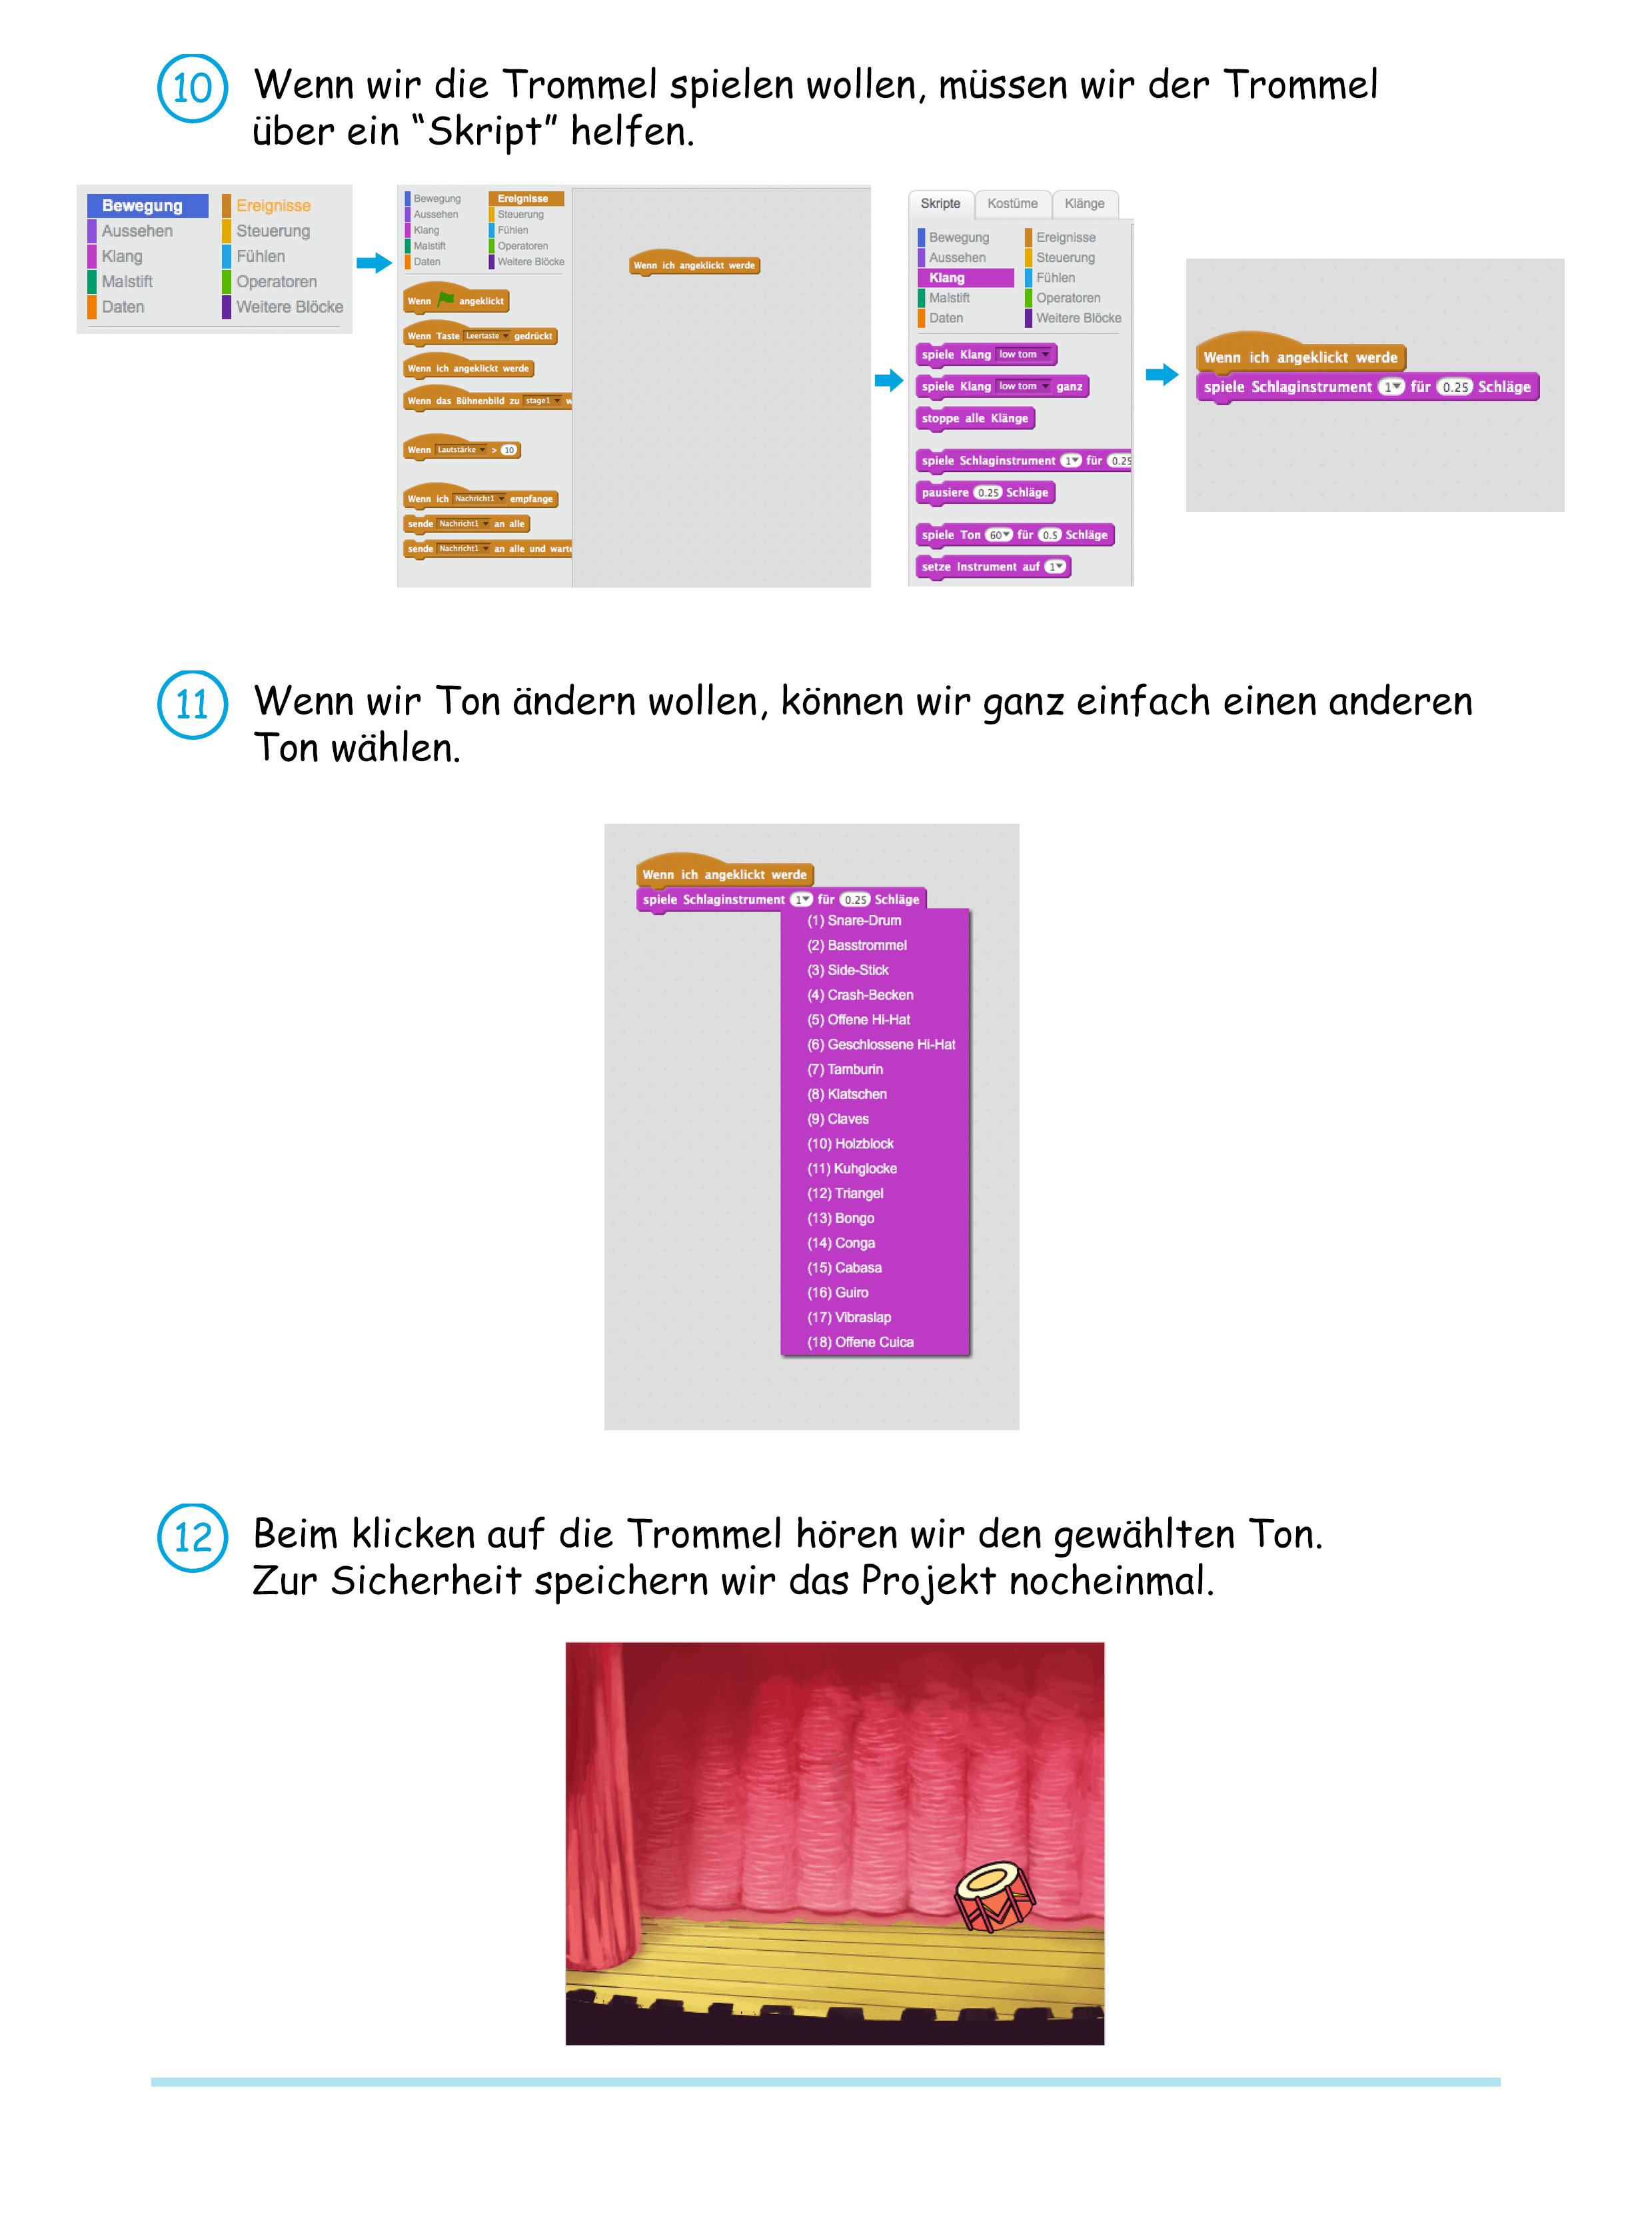 10 Wenn wir die Trommel spielen wollen, müssen wir der Trommel
über ein “Skript” helfen.
Bewegung Ereignisse
Aussehen Steuerung
Klang Fühlen
Malstift Operatoren
Daten Weitere Blöcke
Bewegung Ereignisse
Aussehen Steuerung
Klang Fühlen
Malstift Operatoren
Daten Weitere Blöcke
Wenn angeklickt
Wenn Taste Leertaste gedrückt
Wenn ich angeklickt werde
Wenn das Bühnenbild zu stage1 w
Wenn Lautstärke > 10
Wenn ich Nachricht1 empfange
sende Nachricht1 an alle
sende Nachricht1 an alle und warte
Wenn ich angeklickt werde
Skripte Kostüme Klänge
Bewegung Ereignisse
Aussehen Steuerung
Klang Fühlen
Malstift Operatoren
Daten Weitere Blöcke
spiele Klang low tom
spiele Klang low tom ganz
stoppe alle Klänge
spiele Schlaginstrument 1 für 0.25
pausiere 0.25 Schläge
spiele Ton 60 für 0.5 Schläge
setze Instrument auf 1
Wenn ich angeklickt werde
spiele Schlaginstrument 1 für 0.25 Schläge
11 Wenn wir Ton ändern wollen, können wir ganz einfach einen anderen
Ton wählen.
Wenn ich angeklickt werde
spiele Schlaginstrument 1 für 0.25 Schläge
(1) Snare-Drum
(2) Basstrommel
(3) Side-Stick
(4) Crash-Becken
(5) Offene Hi-Hat
(6) Geschlossene Hi-Hat
(7) Tamburin
(8) Klatschen
(9) Claves
(10) Holzblock
(11) Kuhglocke
(12) Triangel
(13) Bongo
(14) Conga
(15) Cabasa
(16) Guiro
(17) Vibraslap
(18) Offene Cuica
12 Beim klicken auf die Trommel hören wir den gewählten Ton.
Zur Sicherheit speichern wir das Projekt nocheinmal.